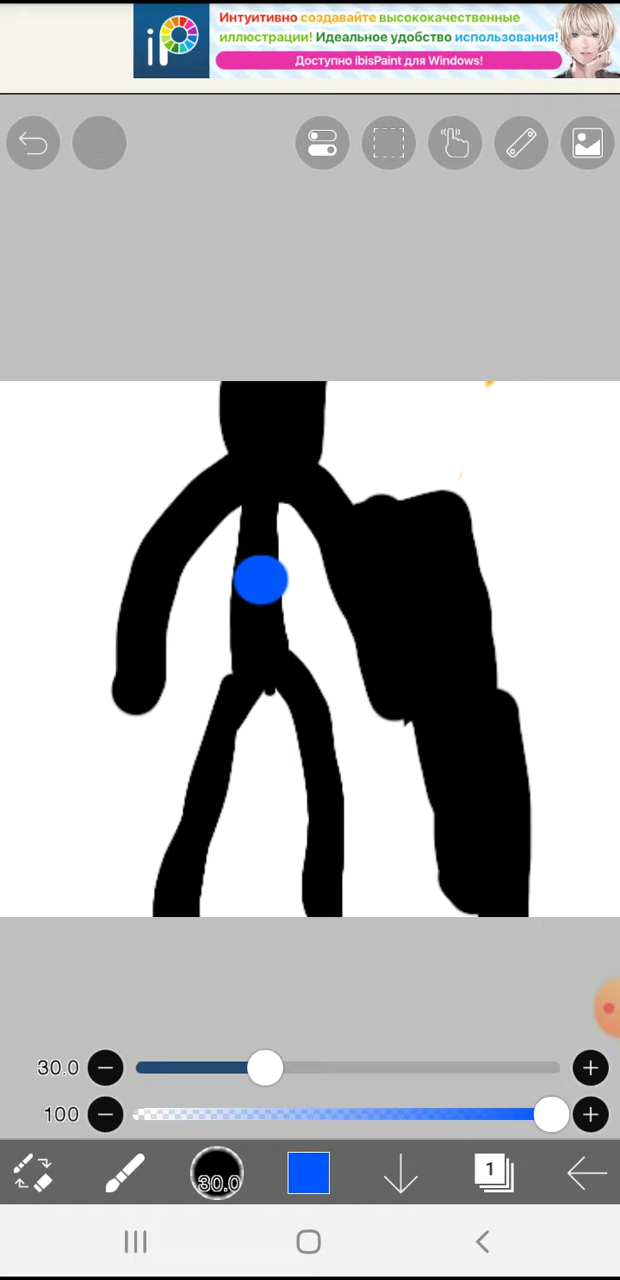 iP
Интуитивно создавайте высококачественные
иллюстрации! Идеальное удобство использования!
Доступно ibisPaint для Windows!
30.0
100
30.0
1